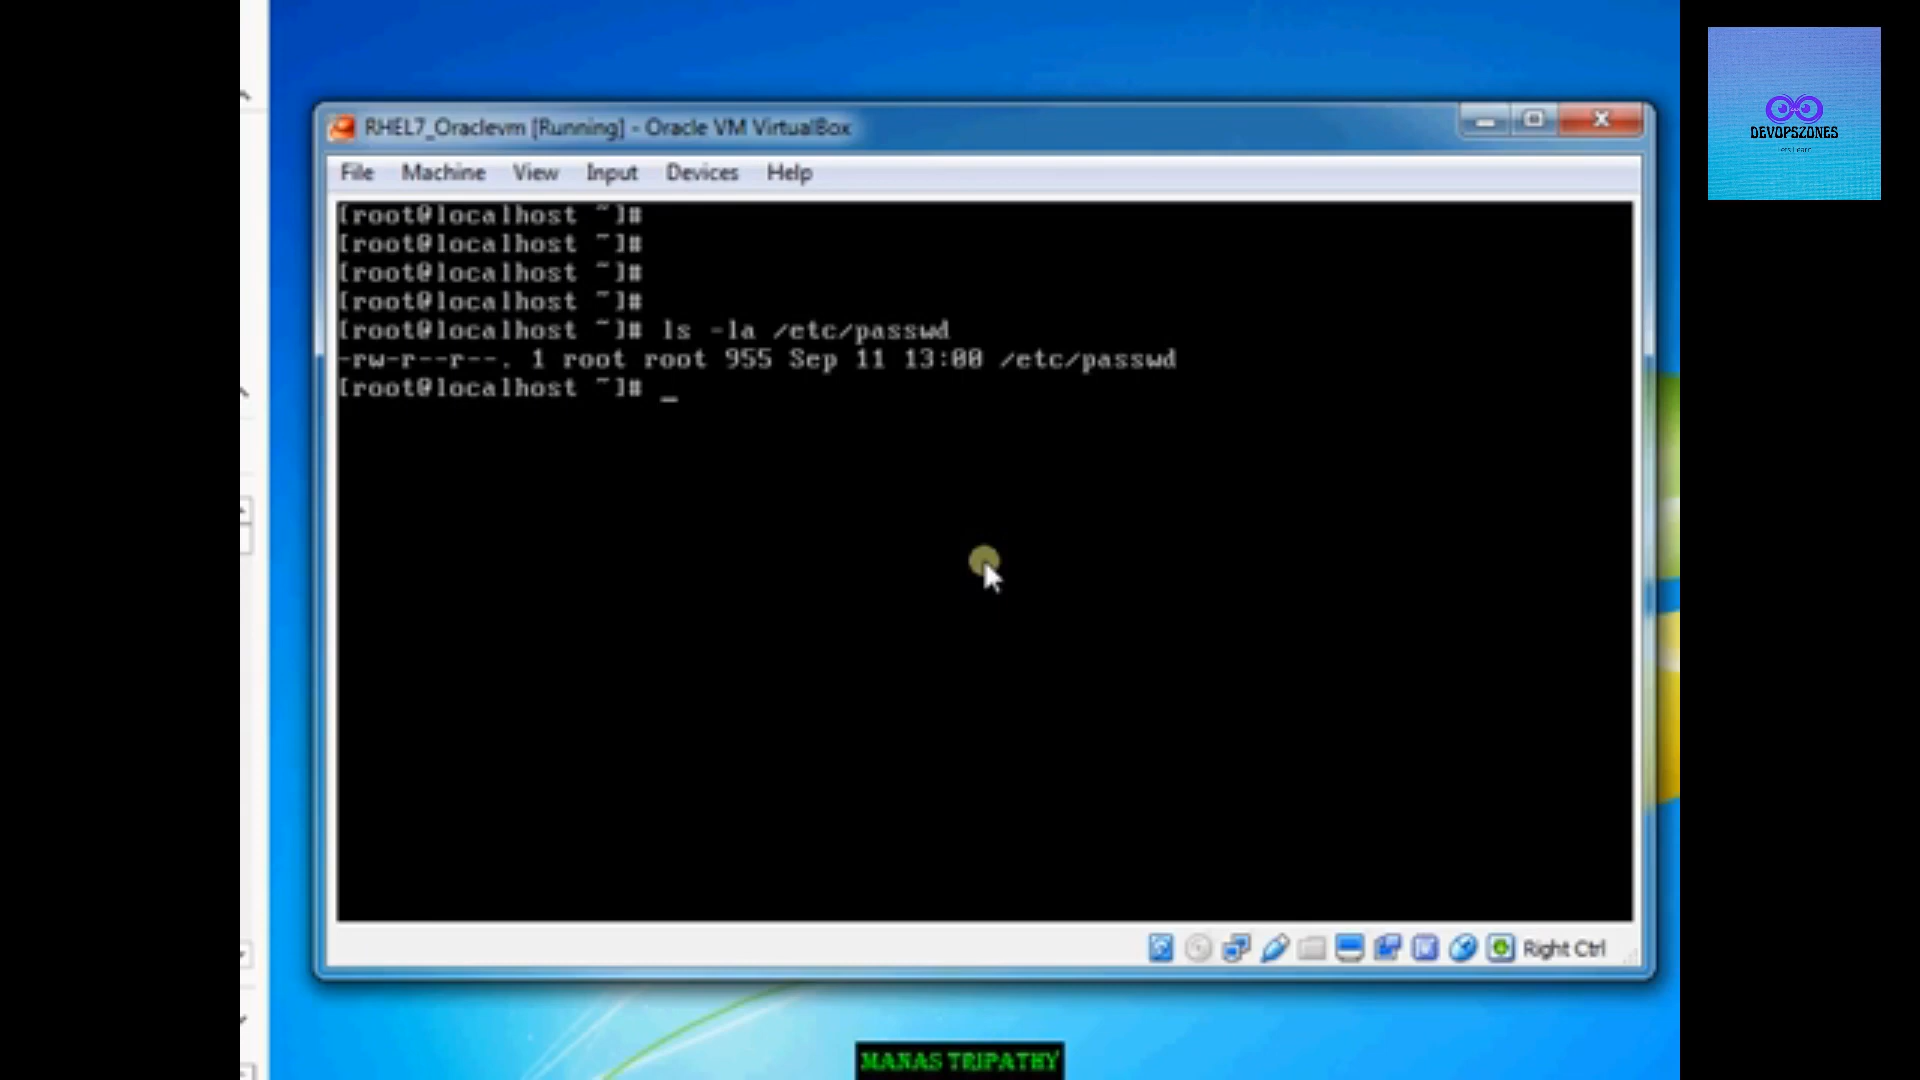 RHEL7_Oraclevm [Running] - Oracle VM VirtualBox
File Machine View Input Devices Help
[root@localhost ~]#
[root@localhost ~]#
[root@localhost ~]#
[root@localhost ~]#
[root@localhost ~]# ls -la /etc/passwd
-rw-r--r--. 1 root root 955 Sep 11 13:00 /etc/passwd
[root@localhost ~]# _
Right Ctrl
MANAS TRIPATHY
DEVOPSZONES
Lets Learn